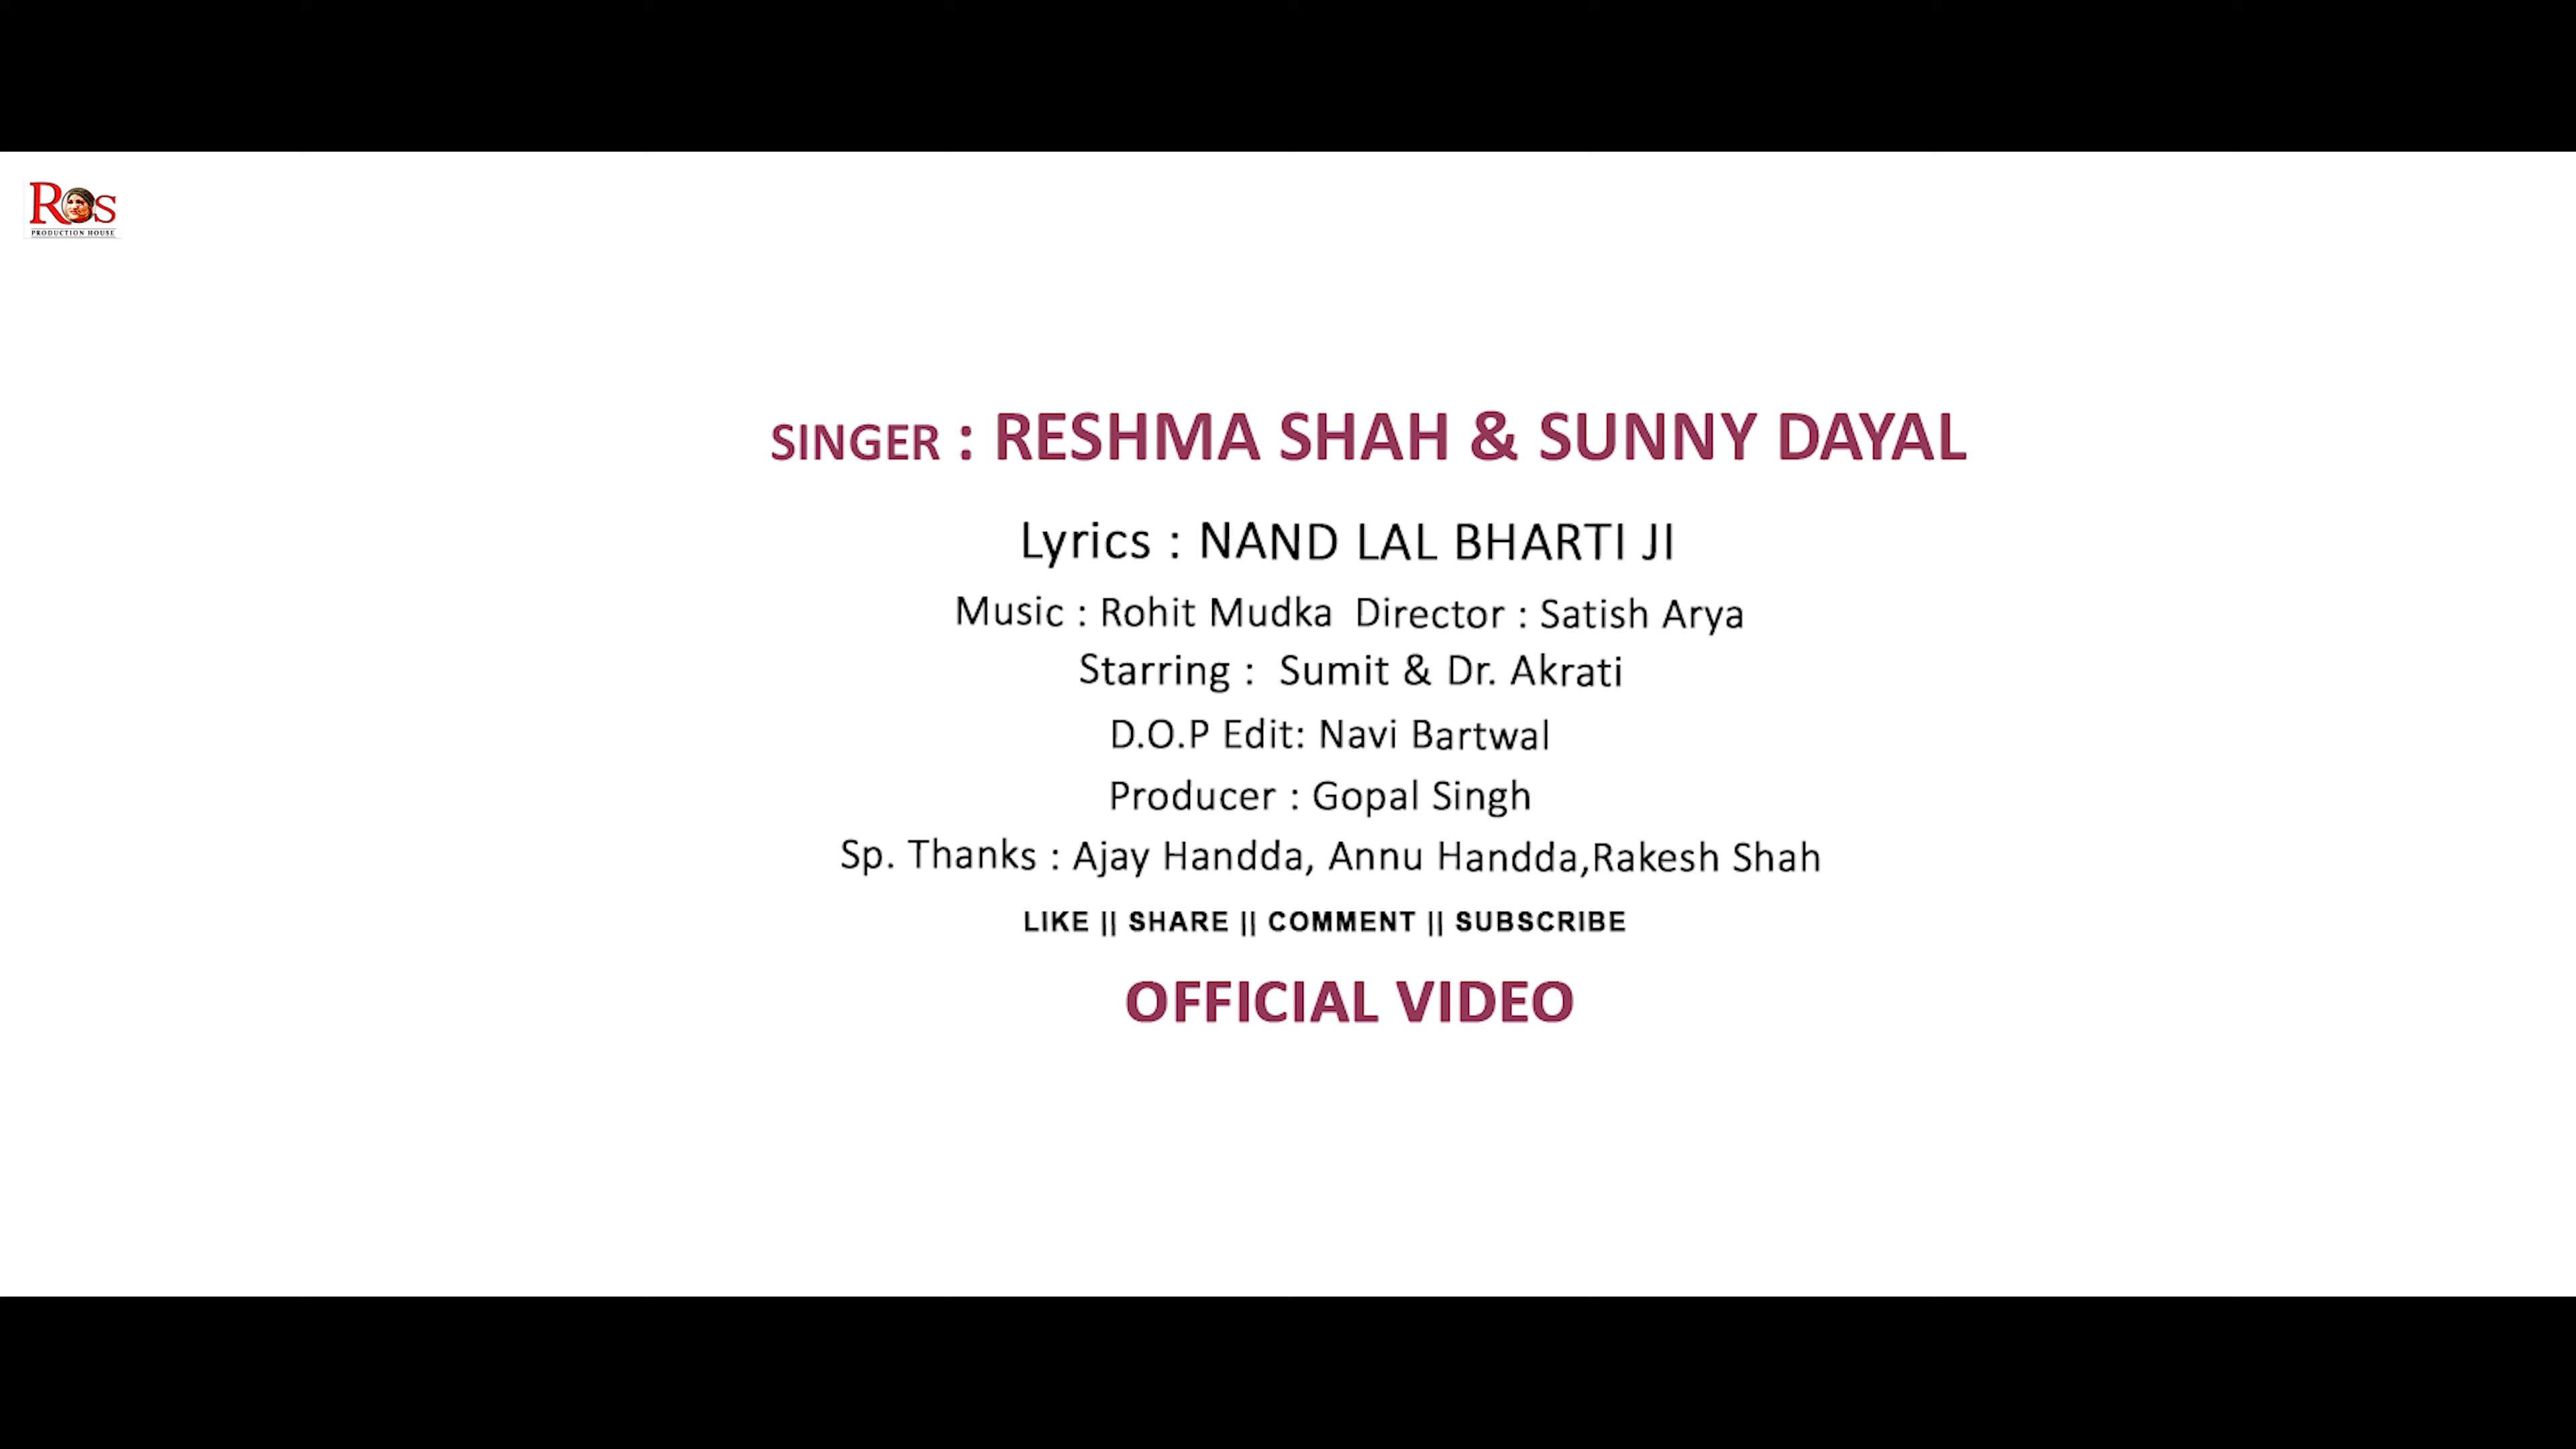 ROS
PRODUCTION HOUSE
SINGER : RESHMA SHAH & SUNNY DAYAL
Lyrics : NAND LAL BHARTI JI
Music : Rohit Mudka  Director : Satish Arya
Starring :  Sumit & Dr. Akrati
D.O.P Edit: Navi Bartwal
Producer : Gopal Singh
Sp. Thanks : Ajay Handda, Annu Handda,Rakesh Shah
LIKE || SHARE || COMMENT || SUBSCRIBE
OFFICIAL VIDEO